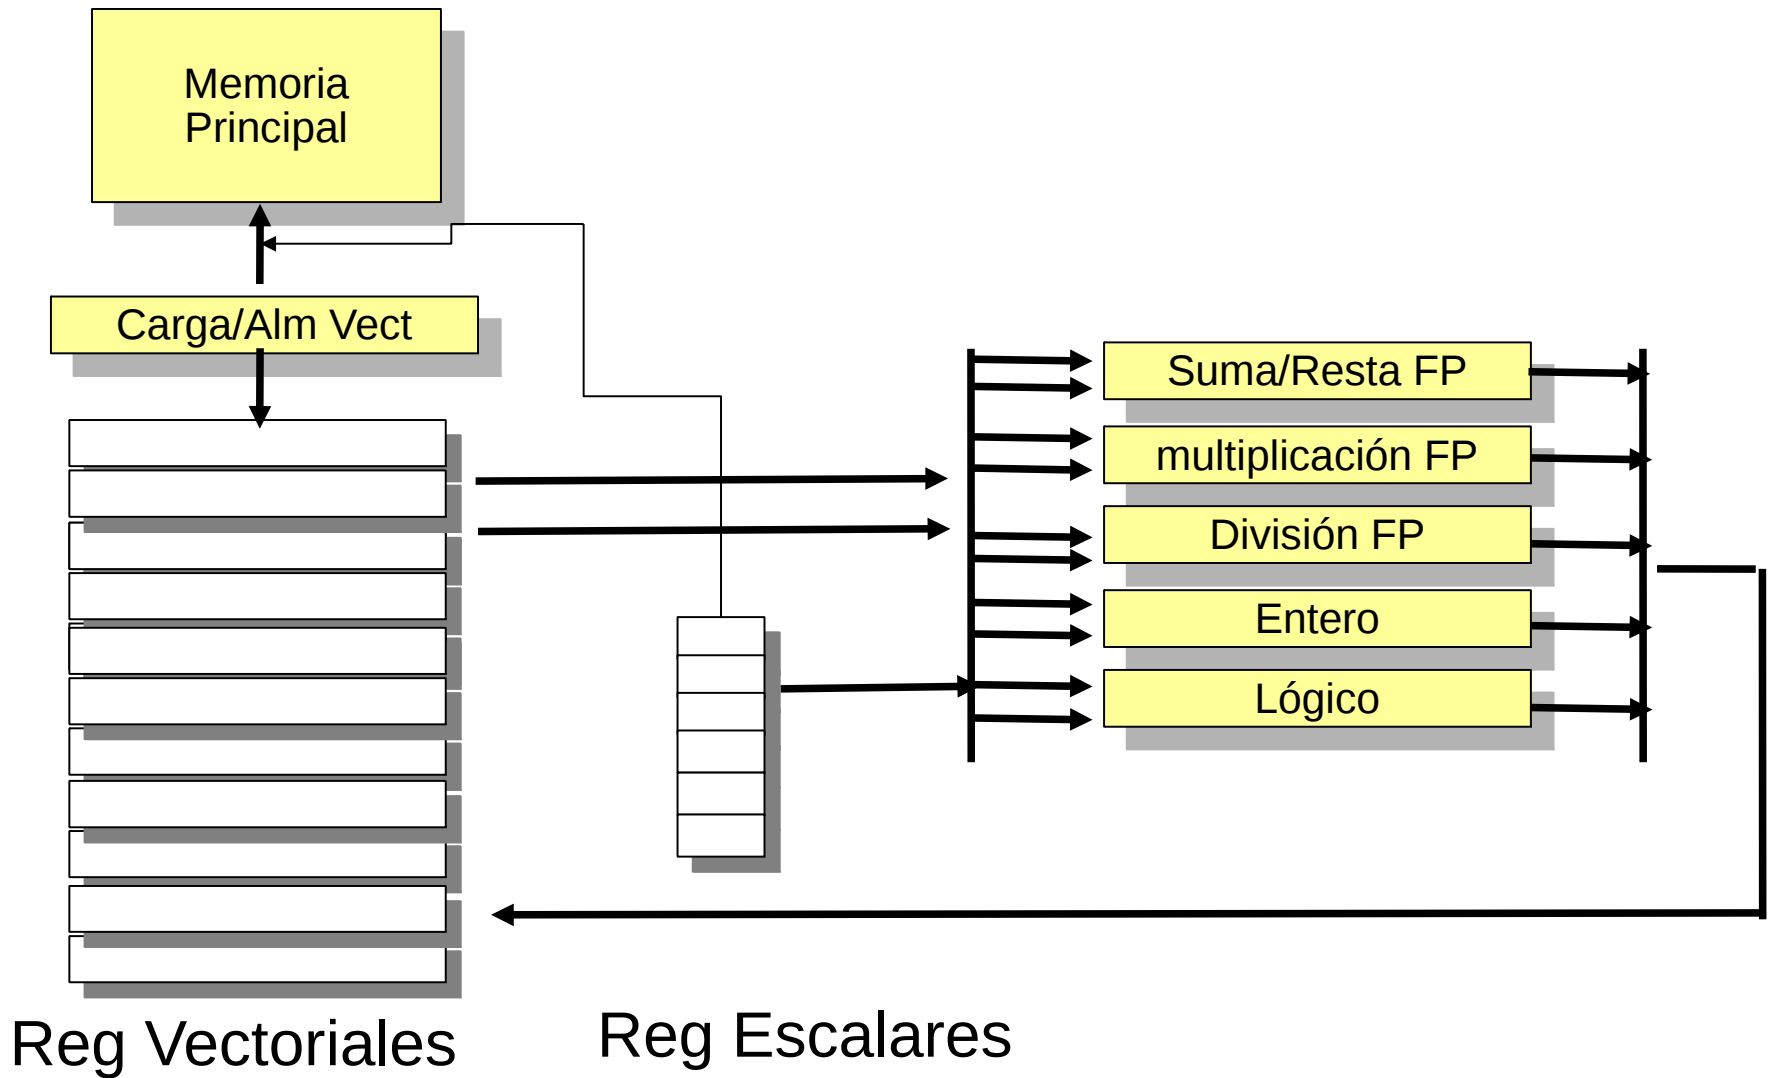 Memoria
Principal
Carga/Alm Vect
Suma/Resta FP
multiplicación FP
División FP
Entero
Lógico
Reg Vectoriales
Reg Escalares